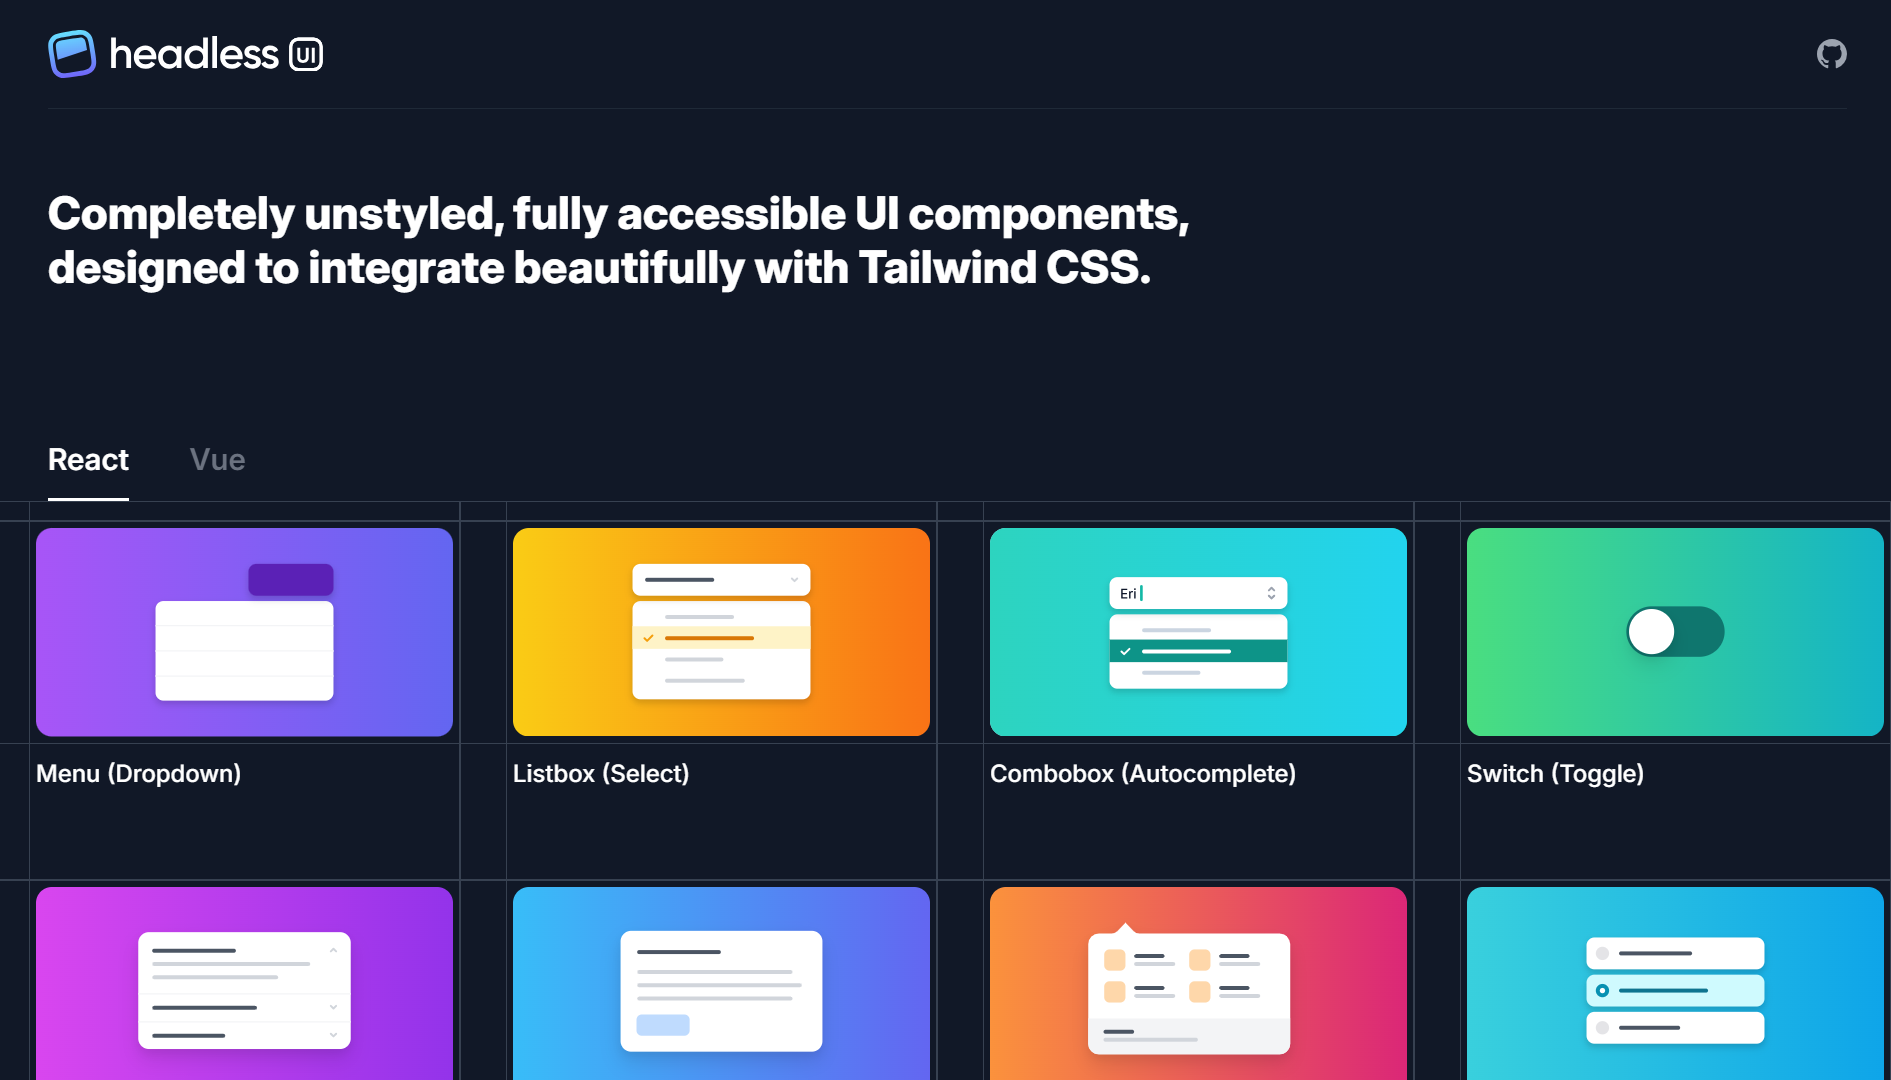 headless UI
Completely unstyled, fully accessible UI components,
designed to integrate beautifully with Tailwind CSS.
React Vue
Eri
Menu (Dropdown)
Listbox (Select)
Combobox (Autocomplete)
Switch (Toggle)